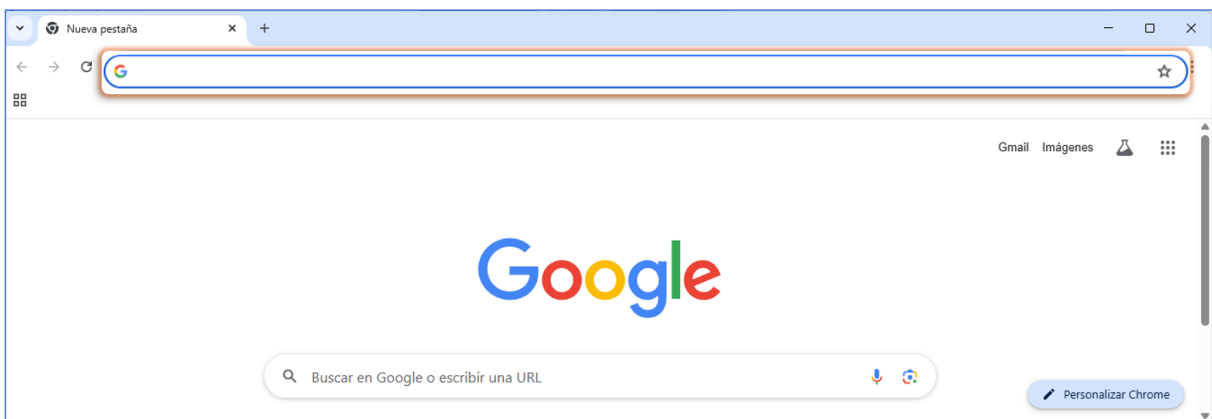 Nueva pestaña
Gmail Imágenes
Google
Buscar en Google o escribir una URL
Personalizar Chrome